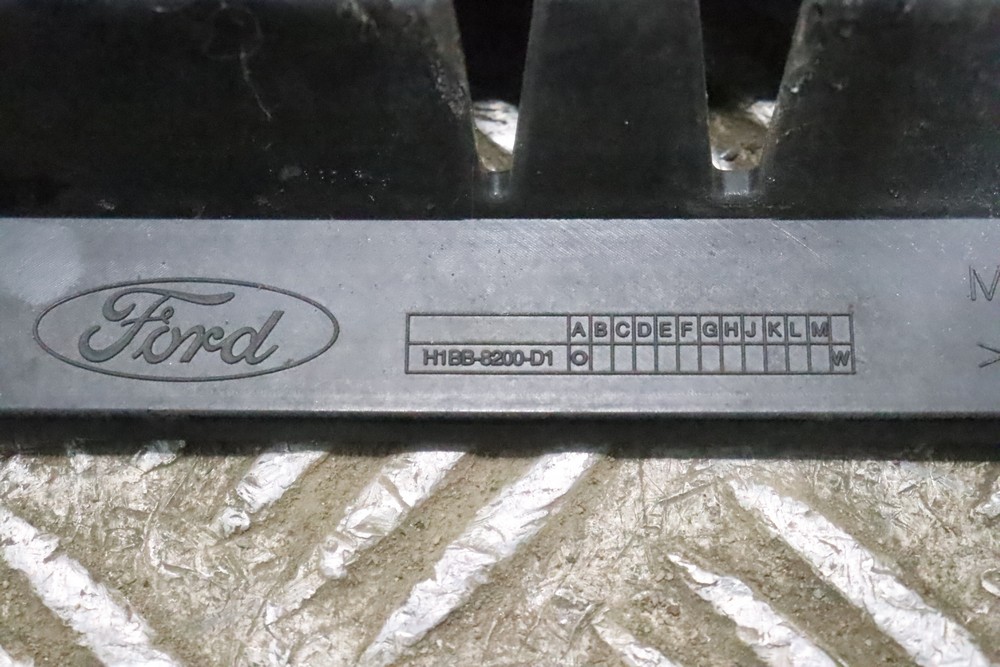 Ford
A B C D E F G H J K L M
H1BB-8200-D1 O W
M